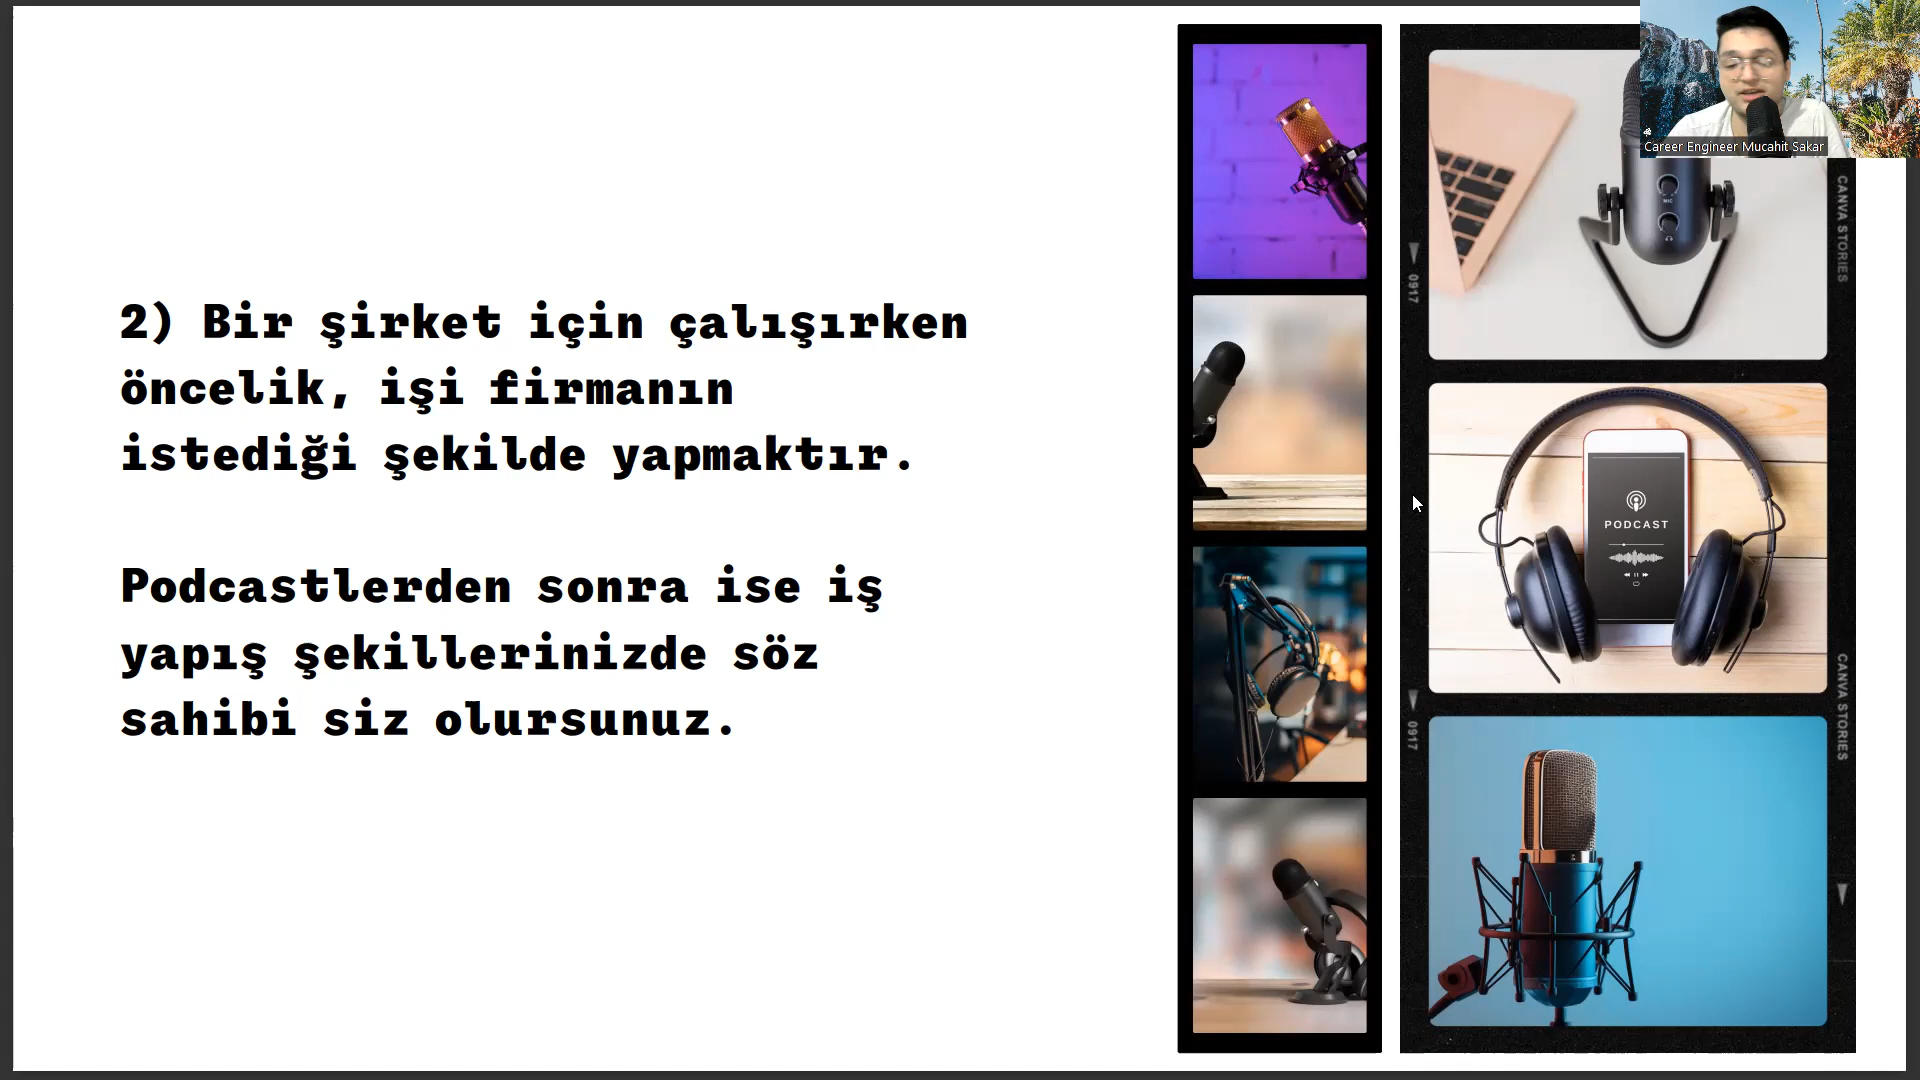 2) Bir şirket için çalışırken
öncelik, işi firmanın
istediği şekilde yapmaktır.
Podcastlerden sonra ise iş
yapış şekillerinizde söz
sahibi siz olursunuz.
0917
0917
MIC
PODCAST
CANVA STORIES
CANVA STORIES
Career Engineer Mucahit Sakar